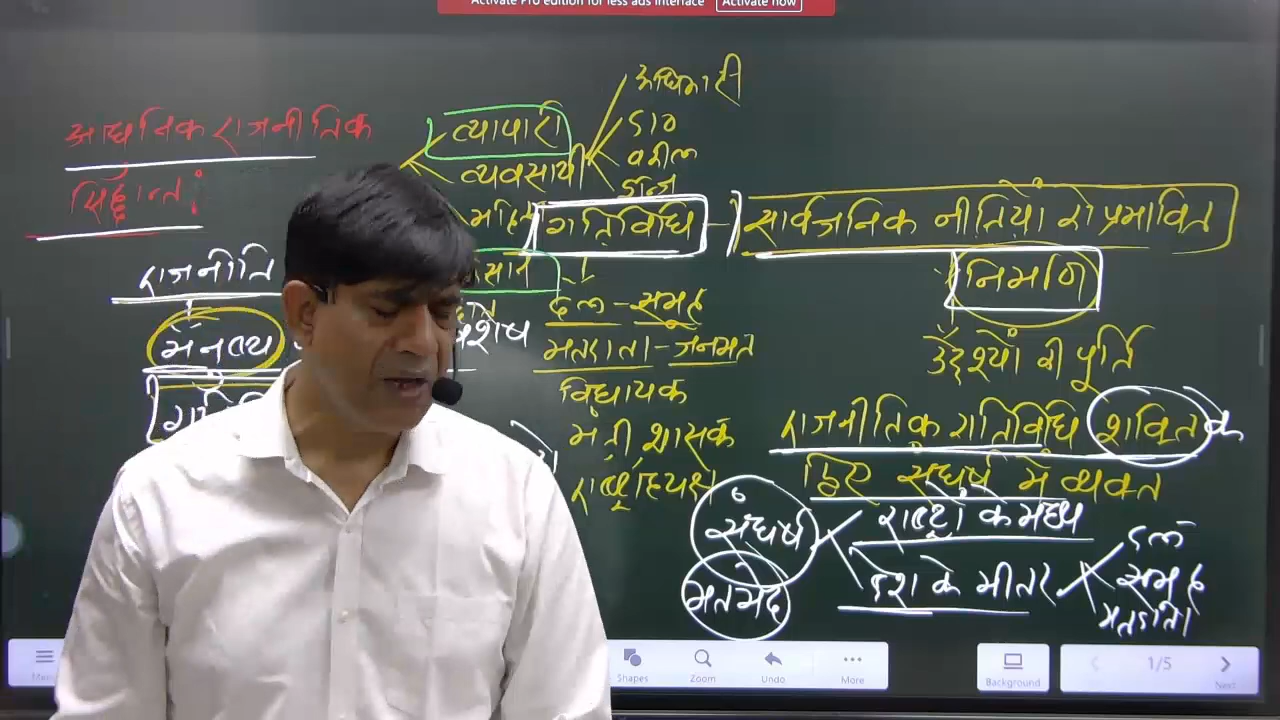 Activate Pro edition for less ads interface Activate now
आधुनिक राजनीतिक
सिद्धान्त:
व्यापारी
व्यवसायी
अधिकारी
डा०
वकील
गतिविधि
सार्वजनिक नीतियों को प्रभावित
निर्माण
उद्देश्यों की पूर्ति
राजनीति
मनुष्य
दल - समूह
मतदाता - जनमत
विधायक
मंत्री शासक
राष्ट्राध्यक्ष
राजनीतिक गतिविधि शक्ति के
लिए संघर्ष में व्यक्त
संघर्ष
राष्ट्रों के मध्य
मतभेद
देश के भीतर
दल
समूह
मतदाता
Shapes
Zoom
Undo
More
Background
1/5
Next